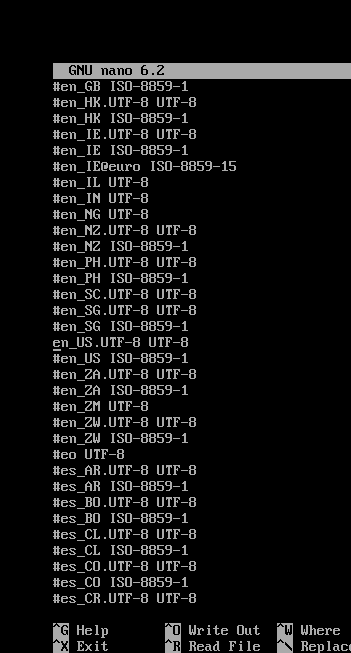 GNU nano 6.2
#en_GB ISO-8859-1
#en_HK.UTF-8 UTF-8
#en_HK ISO-8859-1
#en_IE.UTF-8 UTF-8
#en_IE ISO-8859-1
#en_IE@euro ISO-8859-15
#en_IL UTF-8
#en_IN UTF-8
#en_NG UTF-8
#en_NZ.UTF-8 UTF-8
#en_NZ ISO-8859-1
#en_PH.UTF-8 UTF-8
#en_PH ISO-8859-1
#en_SC.UTF-8 UTF-8
#en_SG.UTF-8 UTF-8
#en_SG ISO-8859-1
en_US.UTF-8 UTF-8
#en_US ISO-8859-1
#en_ZA.UTF-8 UTF-8
#en_ZA ISO-8859-1
#en_ZM UTF-8
#en_ZW.UTF-8 UTF-8
#en_ZW ISO-8859-1
#eo UTF-8
#es_AR.UTF-8 UTF-8
#es_AR ISO-8859-1
#es_BO.UTF-8 UTF-8
#es_BO ISO-8859-1
#es_CL.UTF-8 UTF-8
#es_CL ISO-8859-1
#es_CO.UTF-8 UTF-8
#es_CO ISO-8859-1
#es_CR.UTF-8 UTF-8
^G Help ^O Write Out ^W Where
^X Exit ^R Read File ^\ Replac